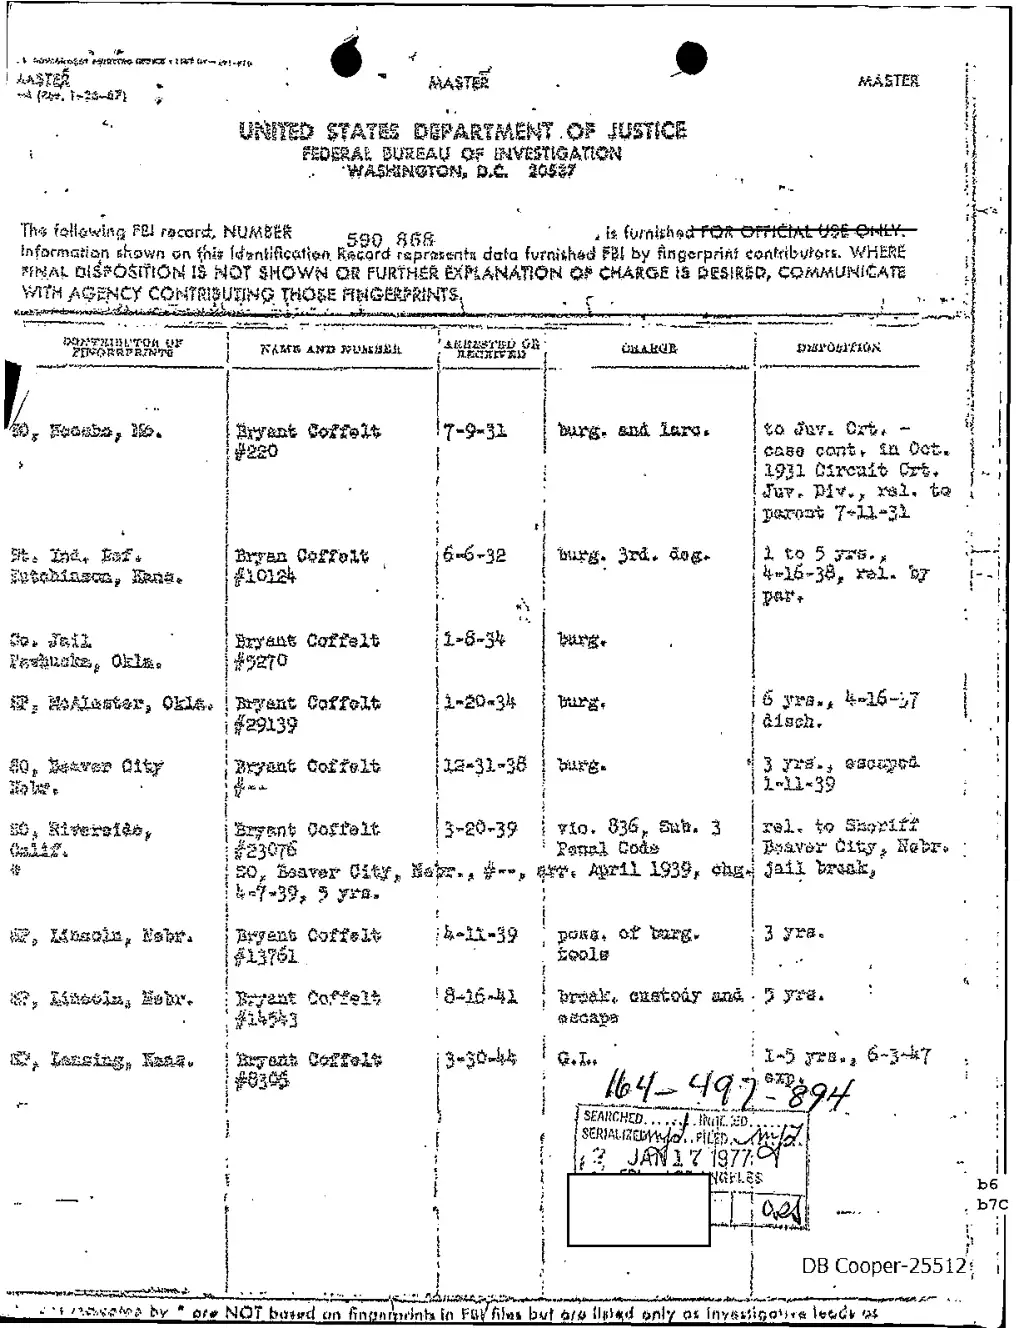 MASTER MASTER MASTER
UNITED STATES DEPARTMENT OF JUSTICE
FEDERAL BUREAU OF INVESTIGATION
WASHINGTON, D.C. 20537
The following FBI record, NUMBER 590 868 , is furnished FOR OFFICIAL USE ONLY.
Information shown on this Identification Record represents data furnished FBI by fingerprint contributors. WHERE
FINAL DISPOSITION IS NOT SHOWN OR FURTHER EXPLANATION OF CHARGE IS DESIRED, COMMUNICATE
WITH AGENCY CONTRIBUTING THOSE FINGERPRINTS.
CONTRIBUTOR OF FINGERPRINTS
NAME AND NUMBER
ARRESTED OR RECEIVED
CHARGE
DISPOSITION
SO, Neosho, Mo. Bryant Coffelt 7-9-31 burg. and larc. to Juv. Crt. -
#220 case cont. in Oct.
1931 Circuit Crt.
Juv. Div., rel. to
parent 7-11-31
St. Ind. Ref. Bryan Coffelt 6-6-32 burg. 3rd. deg. 1 to 5 yrs.,
Hutchinson, Kans. #10124 4-16-38, rel. by
par.
Co. Jail Bryant Coffelt 1-8-34 burg.
Pawhuska, Okla. #5270
SP, McAlester, Okla. Bryant Coffelt 1-20-34 burg. 6 yrs., 4-16-37
#29139 disch.
SO, Beaver City Bryant Coffelt 12-31-38 burg. 3 yrs., escaped
Nebr. #-- 1-11-39
SO, Riverside, Bryant Coffelt 3-20-39 vio. 836, Sub. 3 rel. to Sheriff
Calif. #23076 Penal Code Beaver City, Nebr.
* SO, Beaver City, Nebr., #--, arr. April 1939, chg. jail break,
4-7-39, 5 yrs.
SP, Lincoln, Nebr. Bryant Coffelt 4-11-39 poss. of burg. 3 yrs.
#13761 tools
SP, Lincoln, Nebr. Bryant Coffelt 8-16-41 break. custody and 5 yrs.
#14543 escape
SP, Lansing, Kans. Bryant Coffelt 3-30-44 G.L. 1-5 yrs., 6-3-47
#8306 exp.
164-497-894
SEARCHED..... INDEXED.....
SERIALIZED FILED
JAN 17 1977
b6
b7C
DB Cooper-25512
by * are NOT based on fingerprints in FBI files but are listed only as investigative leads as